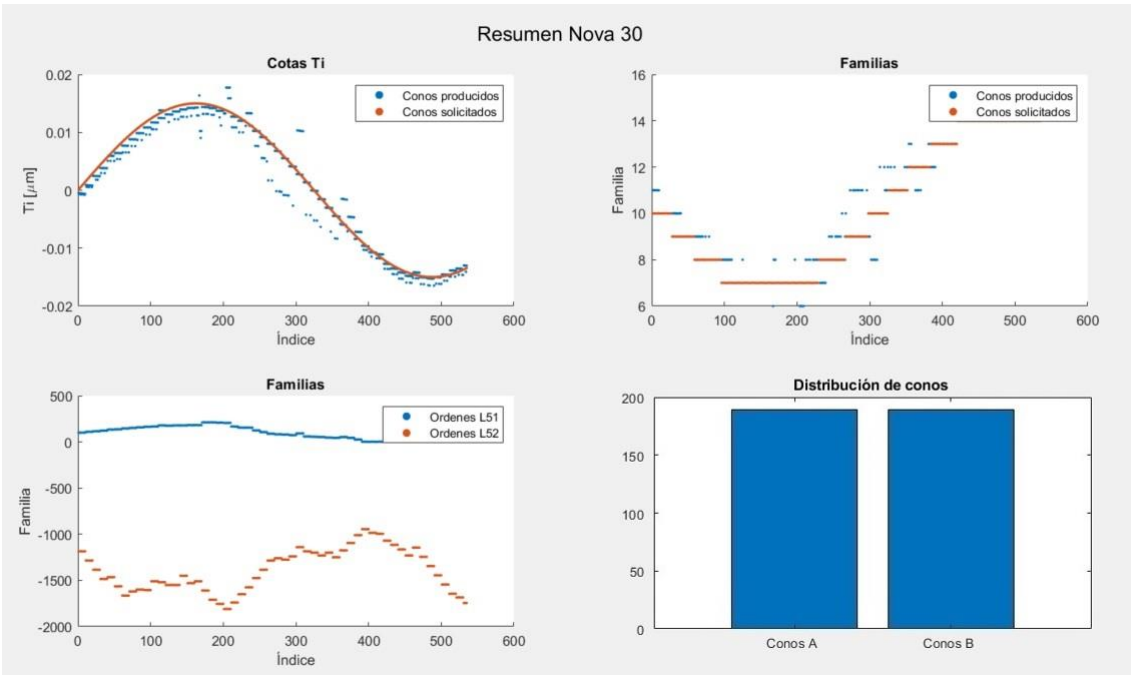 Resumen Nova 30
Cotas Ti
0.02
0.01
0
-0.01
-0.02
Ti [μm]
0 100 200 300 400 500 600
Índice
Conos producidos
Conos solicitados
Familias
16
14
12
10
8
6
Familia
0 100 200 300 400 500 600
Índice
Conos producidos
Conos solicitados
Familias
500
0
-500
-1000
-1500
-2000
Familia
0 100 200 300 400 500 600
Índice
Ordenes L51
Ordenes L52
Distribución de conos
200
150
100
50
0
Conos A Conos B